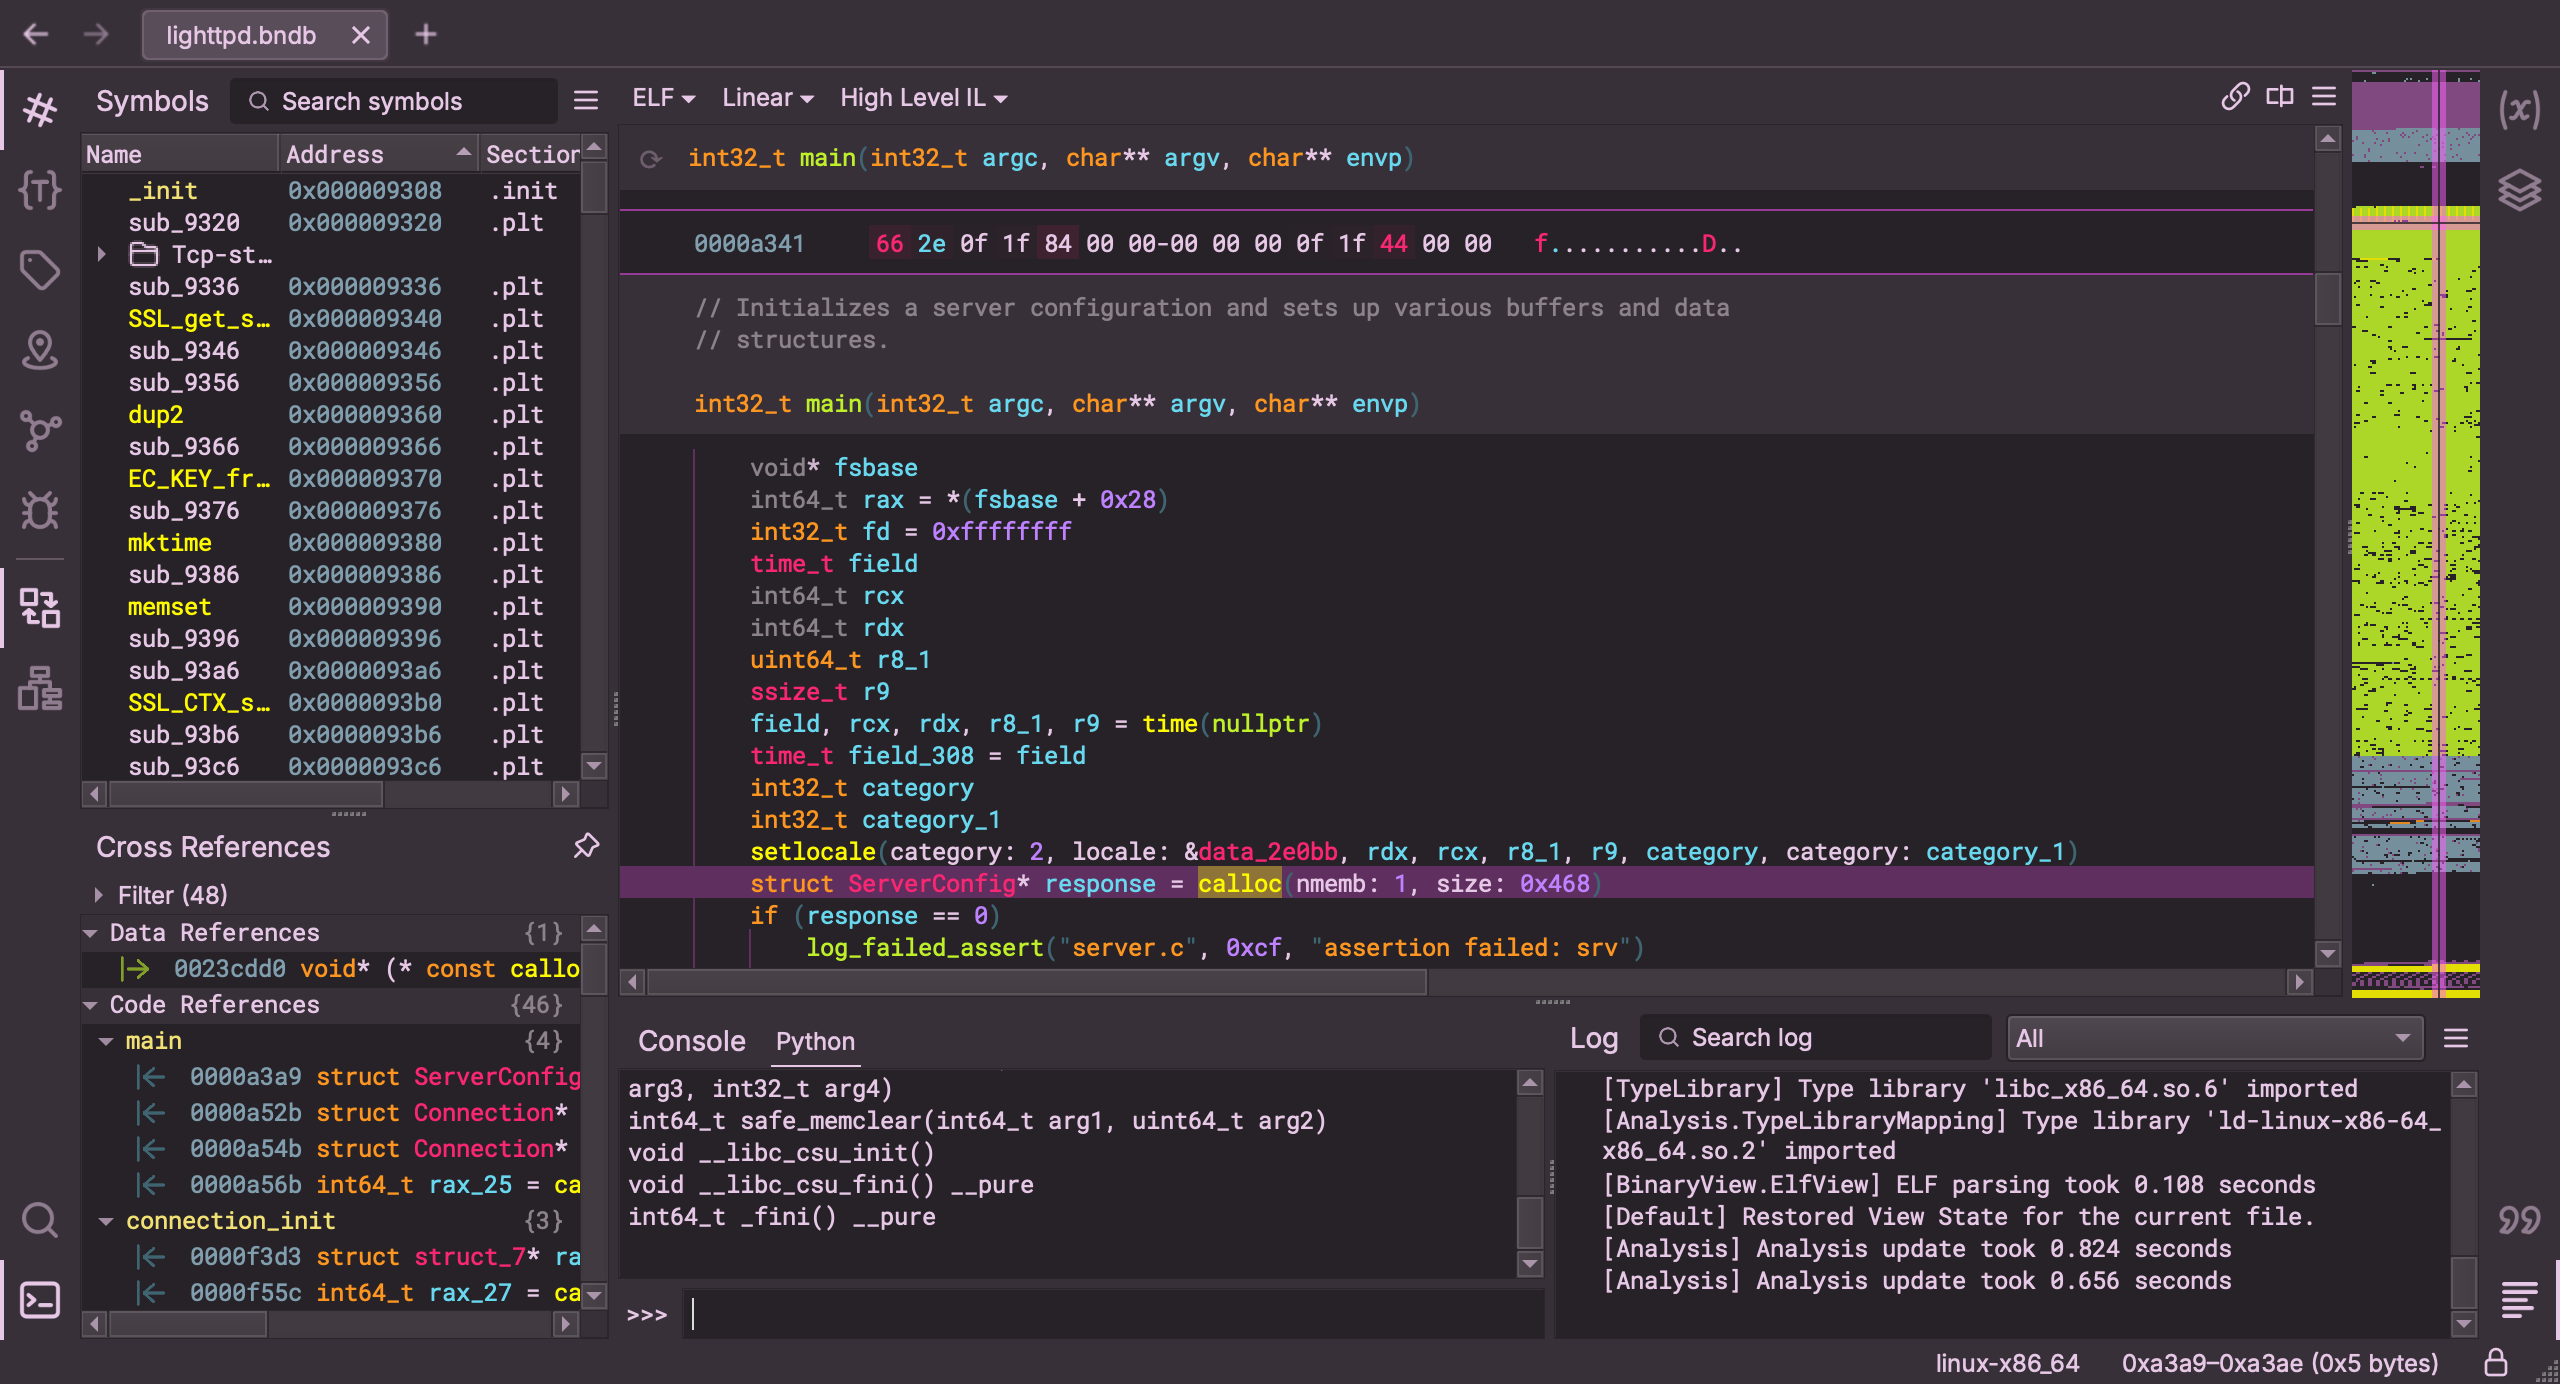 lighttpd.bndb
Symbols
Search symbols
Name Address Section
_init 0x000009308 .init
sub_9320 0x000009320 .plt
Tcp-st…
sub_9336 0x000009336 .plt
SSL_get_s… 0x000009340 .plt
sub_9346 0x000009346 .plt
sub_9356 0x000009356 .plt
dup2 0x000009360 .plt
sub_9366 0x000009366 .plt
EC_KEY_fr… 0x000009370 .plt
sub_9376 0x000009376 .plt
mktime 0x000009380 .plt
sub_9386 0x000009386 .plt
memset 0x000009390 .plt
sub_9396 0x000009396 .plt
sub_93a6 0x0000093a6 .plt
SSL_CTX_s… 0x0000093b0 .plt
sub_93b6 0x0000093b6 .plt
sub_93c6 0x0000093c6 .plt
Cross References
Filter (48)
Data References {1}
0023cdd0 void* (* const callo
Code References {46}
main {4}
0000a3a9 struct ServerConfig
0000a52b struct Connection*
0000a54b struct Connection*
0000a56b int64_t rax_25 = ca
connection_init {3}
0000f3d3 struct struct_7* ra
0000f55c int64_t rax_27 = ca
ELF Linear High Level IL
int32_t main(int32_t argc, char** argv, char** envp)
0000a341 66 2e 0f 1f 84 00 00-00 00 00 0f 1f 44 00 00 f...........D..
// Initializes a server configuration and sets up various buffers and data
// structures.
int32_t main(int32_t argc, char** argv, char** envp)
void* fsbase
int64_t rax = *(fsbase + 0x28)
int32_t fd = 0xffffffff
time_t field
int64_t rcx
int64_t rdx
uint64_t r8_1
ssize_t r9
field, rcx, rdx, r8_1, r9 = time(nullptr)
time_t field_308 = field
int32_t category
int32_t category_1
setlocale(category: 2, locale: &data_2e0bb, rdx, rcx, r8_1, r9, category, category: category_1)
struct ServerConfig* response = calloc(nmemb: 1, size: 0x468)
if (response == 0)
log_failed_assert("server.c", 0xcf, "assertion failed: srv")
Console Python
arg3, int32_t arg4)
int64_t safe_memclear(int64_t arg1, uint64_t arg2)
void __libc_csu_init()
void __libc_csu_fini() __pure
int64_t _fini() __pure
>>>
Log
Search log
All
[TypeLibrary] Type library 'libc_x86_64.so.6' imported
[Analysis.TypeLibraryMapping] Type library 'ld-linux-x86-64_
x86_64.so.2' imported
[BinaryView.ElfView] ELF parsing took 0.108 seconds
[Default] Restored View State for the current file.
[Analysis] Analysis update took 0.824 seconds
[Analysis] Analysis update took 0.656 seconds
linux-x86_64 0xa3a9–0xa3ae (0x5 bytes)